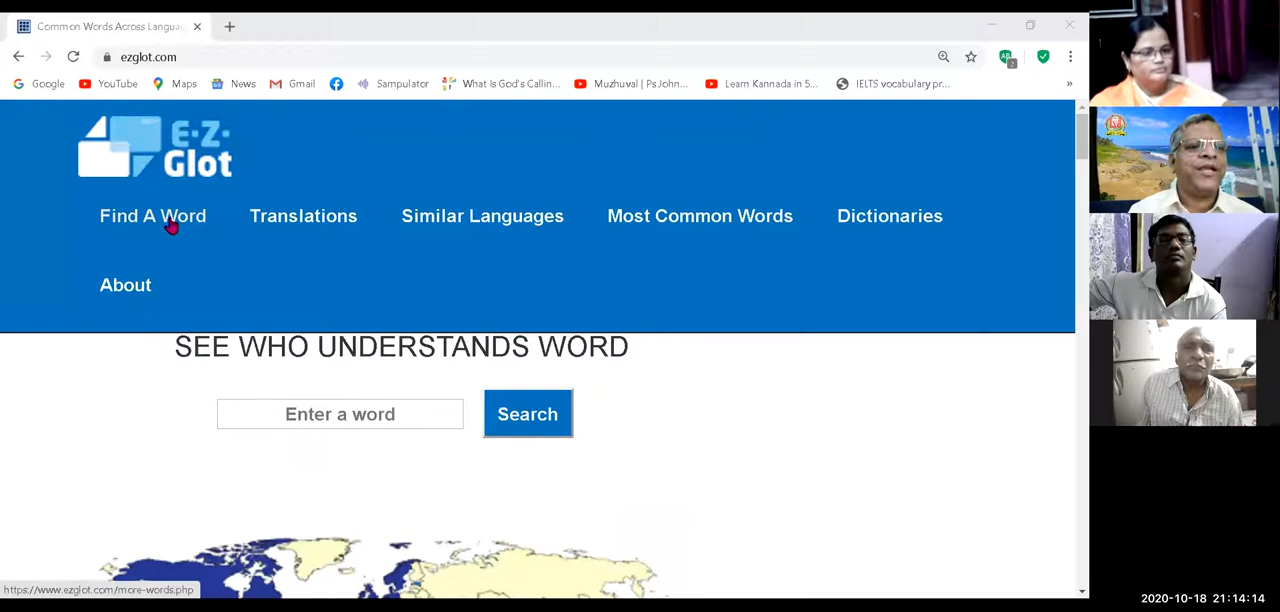 Common Words Across Langua
ezglot.com
Google YouTube Maps News Gmail Sampulator What Is God's Callin... Muzhuval | Ps John... Learn Kannada in 5... IELTS vocabulary pr... »
E·Z·
Glot
Find A Word Translations Similar Languages Most Common Words Dictionaries
About
SEE WHO UNDERSTANDS WORD
Enter a word Search
https://www.ezglot.com/more-words.php
2020-10-18 21:14:14